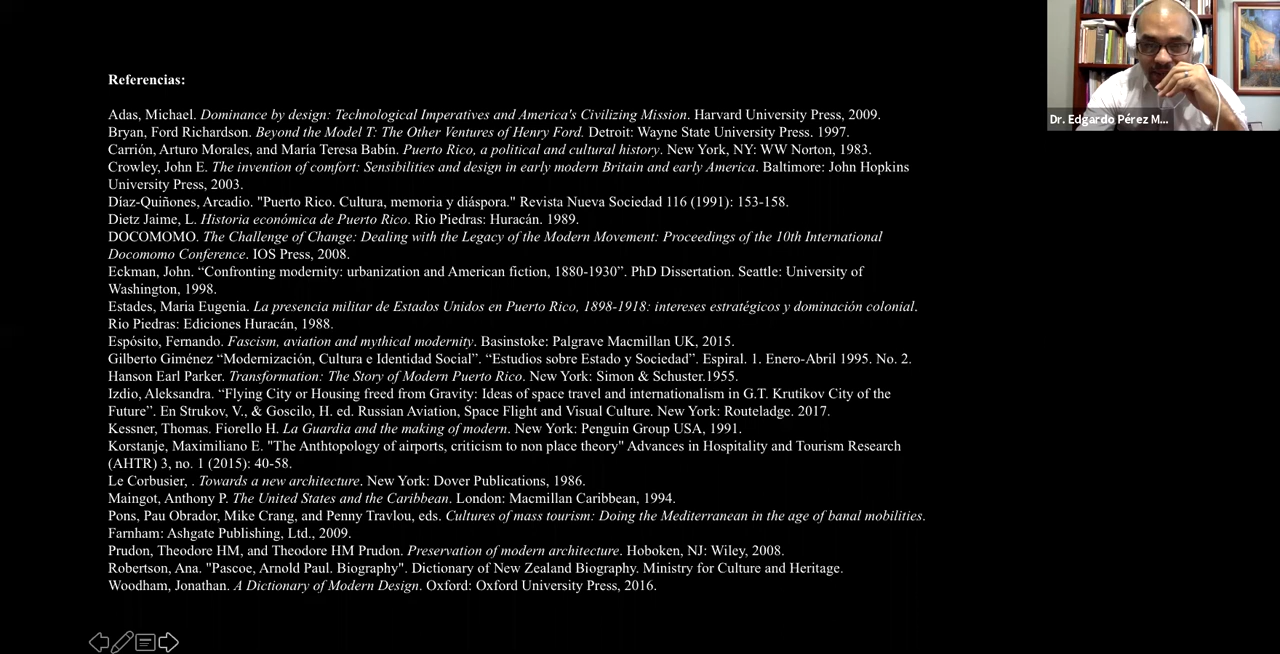 Referencias:
Adas, Michael. Dominance by design: Technological Imperatives and America's Civilizing Mission. Harvard University Press, 2009.
Bryan, Ford Richardson. Beyond the Model T: The Other Ventures of Henry Ford. Detroit: Wayne State University Press. 1997.
Carrión, Arturo Morales, and María Teresa Babín. Puerto Rico, a political and cultural history. New York, NY: WW Norton, 1983.
Crowley, John E. The invention of comfort: Sensibilities and design in early modern Britain and early America. Baltimore: John Hopkins
University Press, 2003.
Díaz-Quiñones, Arcadio. "Puerto Rico. Cultura, memoria y diáspora." Revista Nueva Sociedad 116 (1991): 153-158.
Dietz Jaime, L. Historia económica de Puerto Rico. Rio Piedras: Huracán. 1989.
DOCOMOMO. The Challenge of Change: Dealing with the Legacy of the Modern Movement: Proceedings of the 10th International
Docomomo Conference. IOS Press, 2008.
Eckman, John. “Confronting modernity: urbanization and American fiction, 1880-1930”. PhD Dissertation. Seattle: University of
Washington, 1998.
Estades, Maria Eugenia. La presencia militar de Estados Unidos en Puerto Rico, 1898-1918: intereses estratégicos y dominación colonial.
Rio Piedras: Ediciones Huracán, 1988.
Espósito, Fernando. Fascism, aviation and mythical modernity. Basinstoke: Palgrave Macmillan UK, 2015.
Gilberto Giménez “Modernización, Cultura e Identidad Social”. “Estudios sobre Estado y Sociedad”. Espiral. 1. Enero-Abril 1995. No. 2.
Hanson Earl Parker. Transformation: The Story of Modern Puerto Rico. New York: Simon & Schuster.1955.
Izdio, Aleksandra. “Flying City or Housing freed from Gravity: Ideas of space travel and internationalism in G.T. Krutikov City of the
Future”. En Strukov, V., & Goscilo, H. ed. Russian Aviation, Space Flight and Visual Culture. New York: Routeladge. 2017.
Kessner, Thomas. Fiorello H. La Guardia and the making of modern. New York: Penguin Group USA, 1991.
Korstanje, Maximiliano E. "The Anthtopology of airports, criticism to non place theory" Advances in Hospitality and Tourism Research
(AHTR) 3, no. 1 (2015): 40-58.
Le Corbusier, . Towards a new architecture. New York: Dover Publications, 1986.
Maingot, Anthony P. The United States and the Caribbean. London: Macmillan Caribbean, 1994.
Pons, Pau Obrador, Mike Crang, and Penny Travlou, eds. Cultures of mass tourism: Doing the Mediterranean in the age of banal mobilities.
Farnham: Ashgate Publishing, Ltd., 2009.
Prudon, Theodore HM, and Theodore HM Prudon. Preservation of modern architecture. Hoboken, NJ: Wiley, 2008.
Robertson, Ana. "Pascoe, Arnold Paul. Biography". Dictionary of New Zealand Biography. Ministry for Culture and Heritage.
Woodham, Jonathan. A Dictionary of Modern Design. Oxford: Oxford University Press, 2016.
Dr. Edgardo Pérez M...